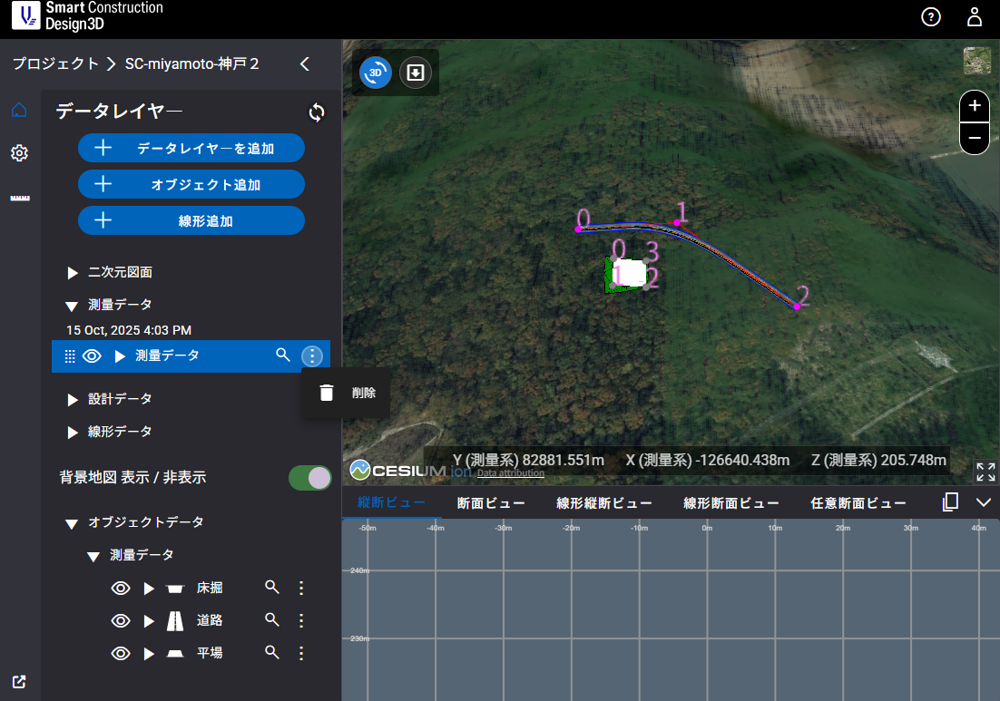 Smart Construction
Design3D
プロジェクト SC-miyamoto-神戸２
データレイヤー
データレイヤーを追加
オブジェクト追加
線形追加
二次元図面
測量データ
15 Oct, 2025 4:03 PM
測量データ
削除
設計データ
線形データ
背景地図 表示 / 非表示
オブジェクトデータ
測量データ
床掘
道路
平場
3D
0
1
2
0
3
1
2
Y (測量系) 82881.551m X (測量系) -126640.438m Z (測量系) 205.748m
CESIUM ion Data attribution
縦断ビュー 断面ビュー 線形縦断ビュー 線形断面ビュー 任意断面ビュー
-50m -40m -30m -20m -10m 0m 10m 20m 30m 40m
240m
230m